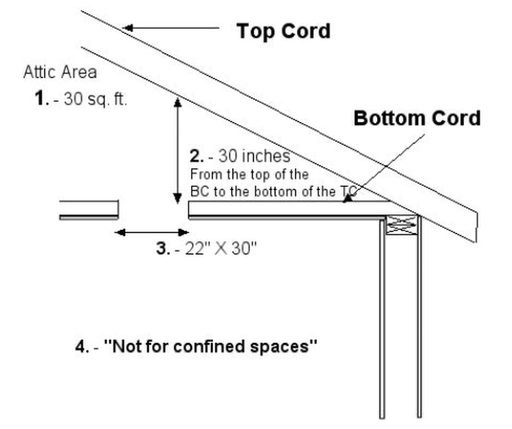 Top Cord
Attic Area
1. - 30 sq. ft.
Bottom Cord
2. - 30 inches
From the top of the
BC to the bottom of the TC
3. - 22" X 30"
4. - "Not for confined spaces"